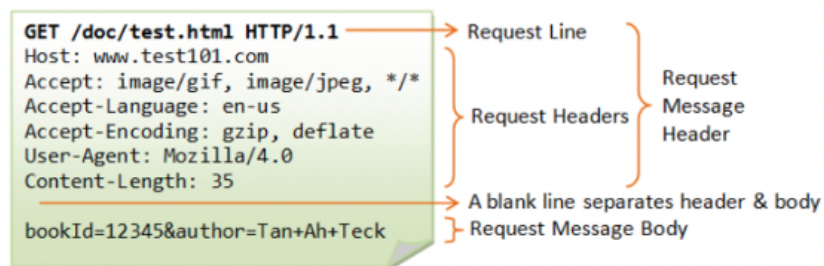 GET /doc/test.html HTTP/1.1
Host: www.test101.com
Accept: image/gif, image/jpeg, */*
Accept-Language: en-us
Accept-Encoding: gzip, deflate
User-Agent: Mozilla/4.0
Content-Length: 35
bookId=12345&author=Tan+Ah+Teck
Request Line
Request Headers
Request
Message
Header
A blank line separates header & body
Request Message Body